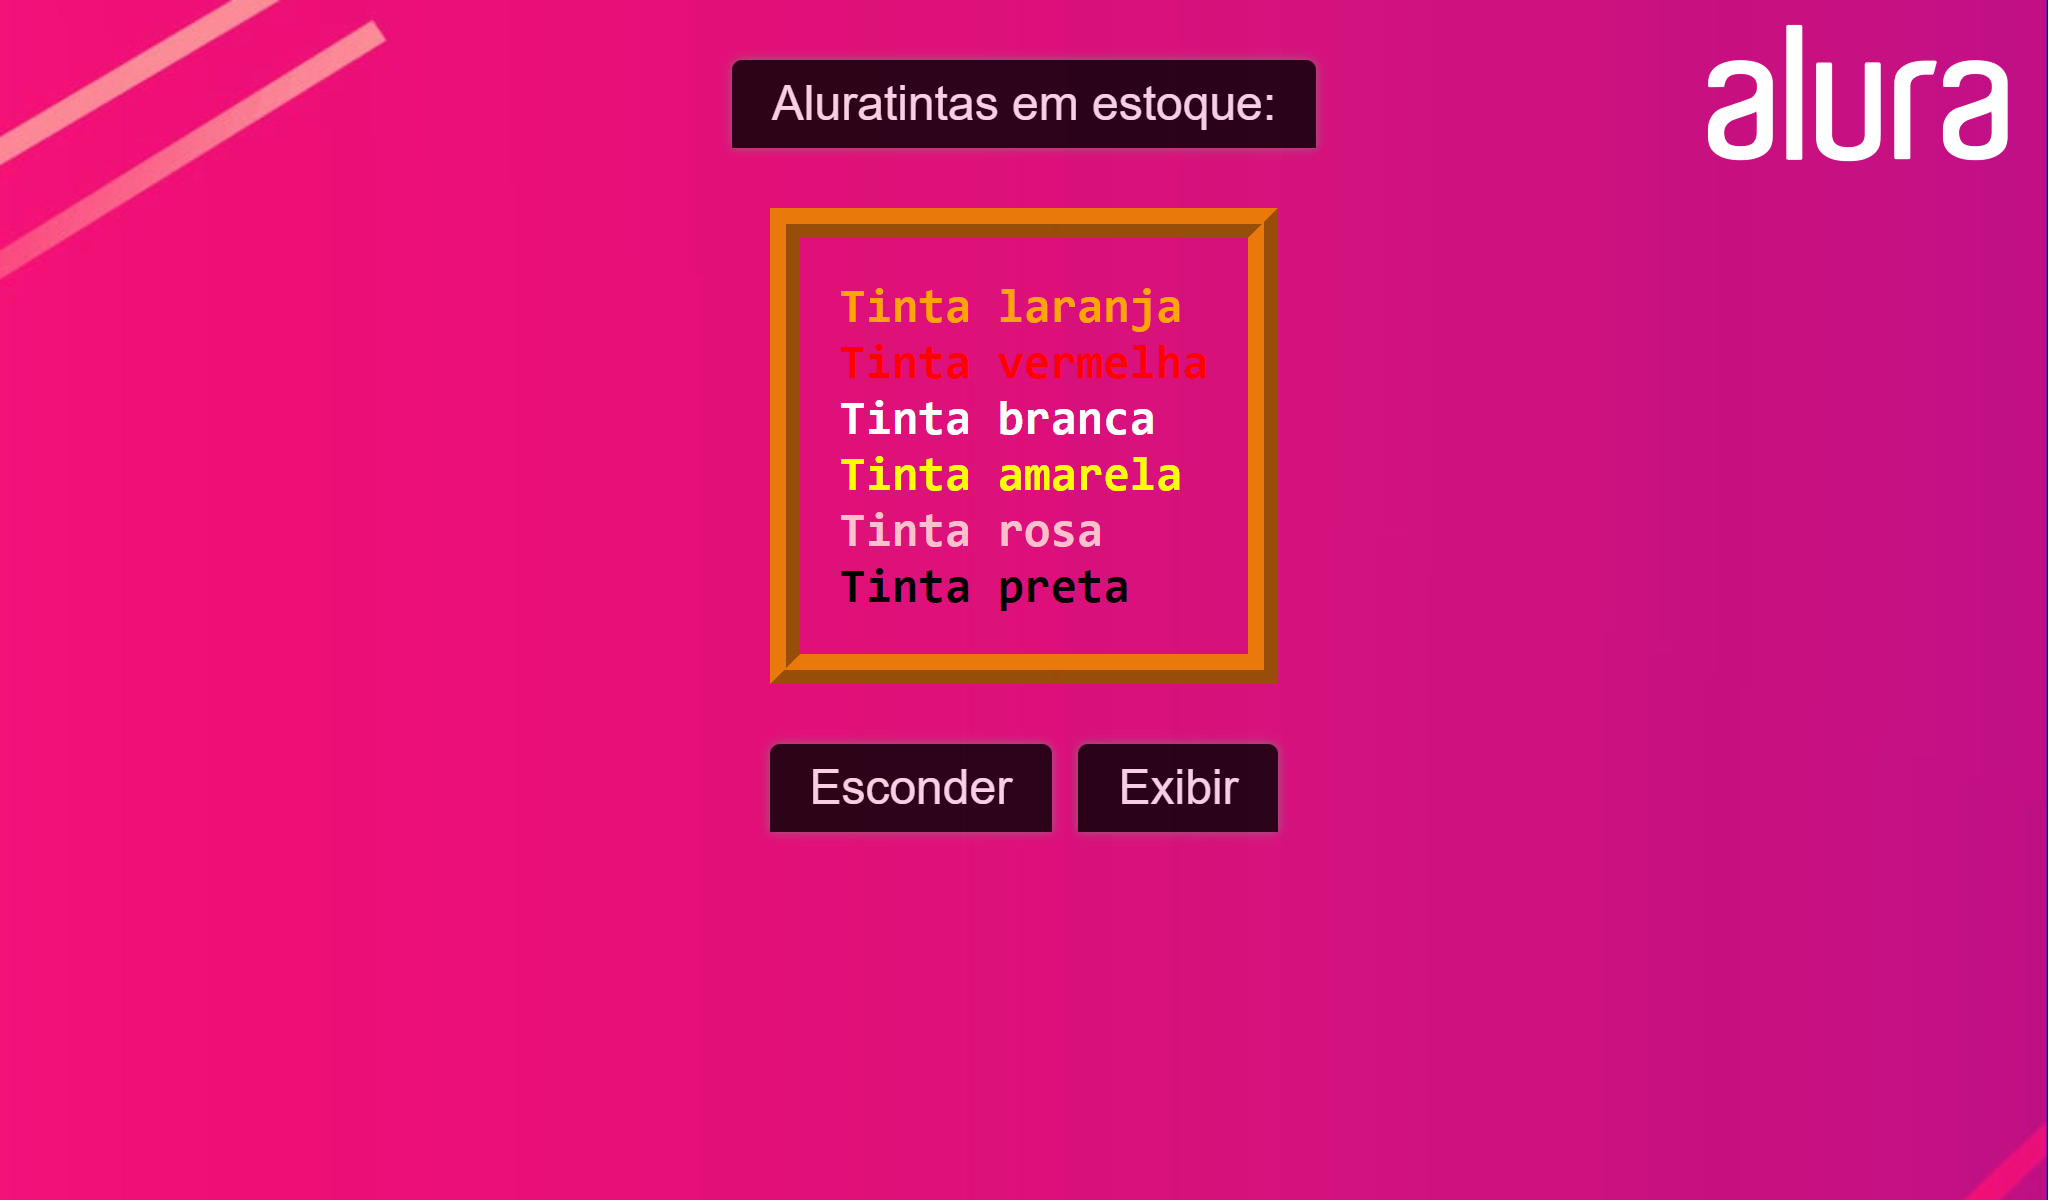 alura
Aluratintas em estoque:
Tinta laranja
Tinta vermelha
Tinta branca
Tinta amarela
Tinta rosa
Tinta preta
Esconder Exibir